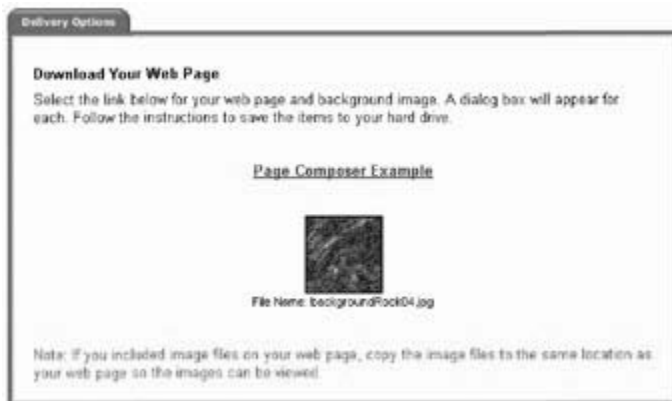 Delivery Options
Download Your Web Page
Select the link below for your web page and background image. A dialog box will appear for
each. Follow the instructions to save the items to your hard drive.
Page Composer Example
File Name: backgroundRock04.jpg
Note: If you included image files on your web page, copy the image files to the same location as
your web page so the images can be viewed.